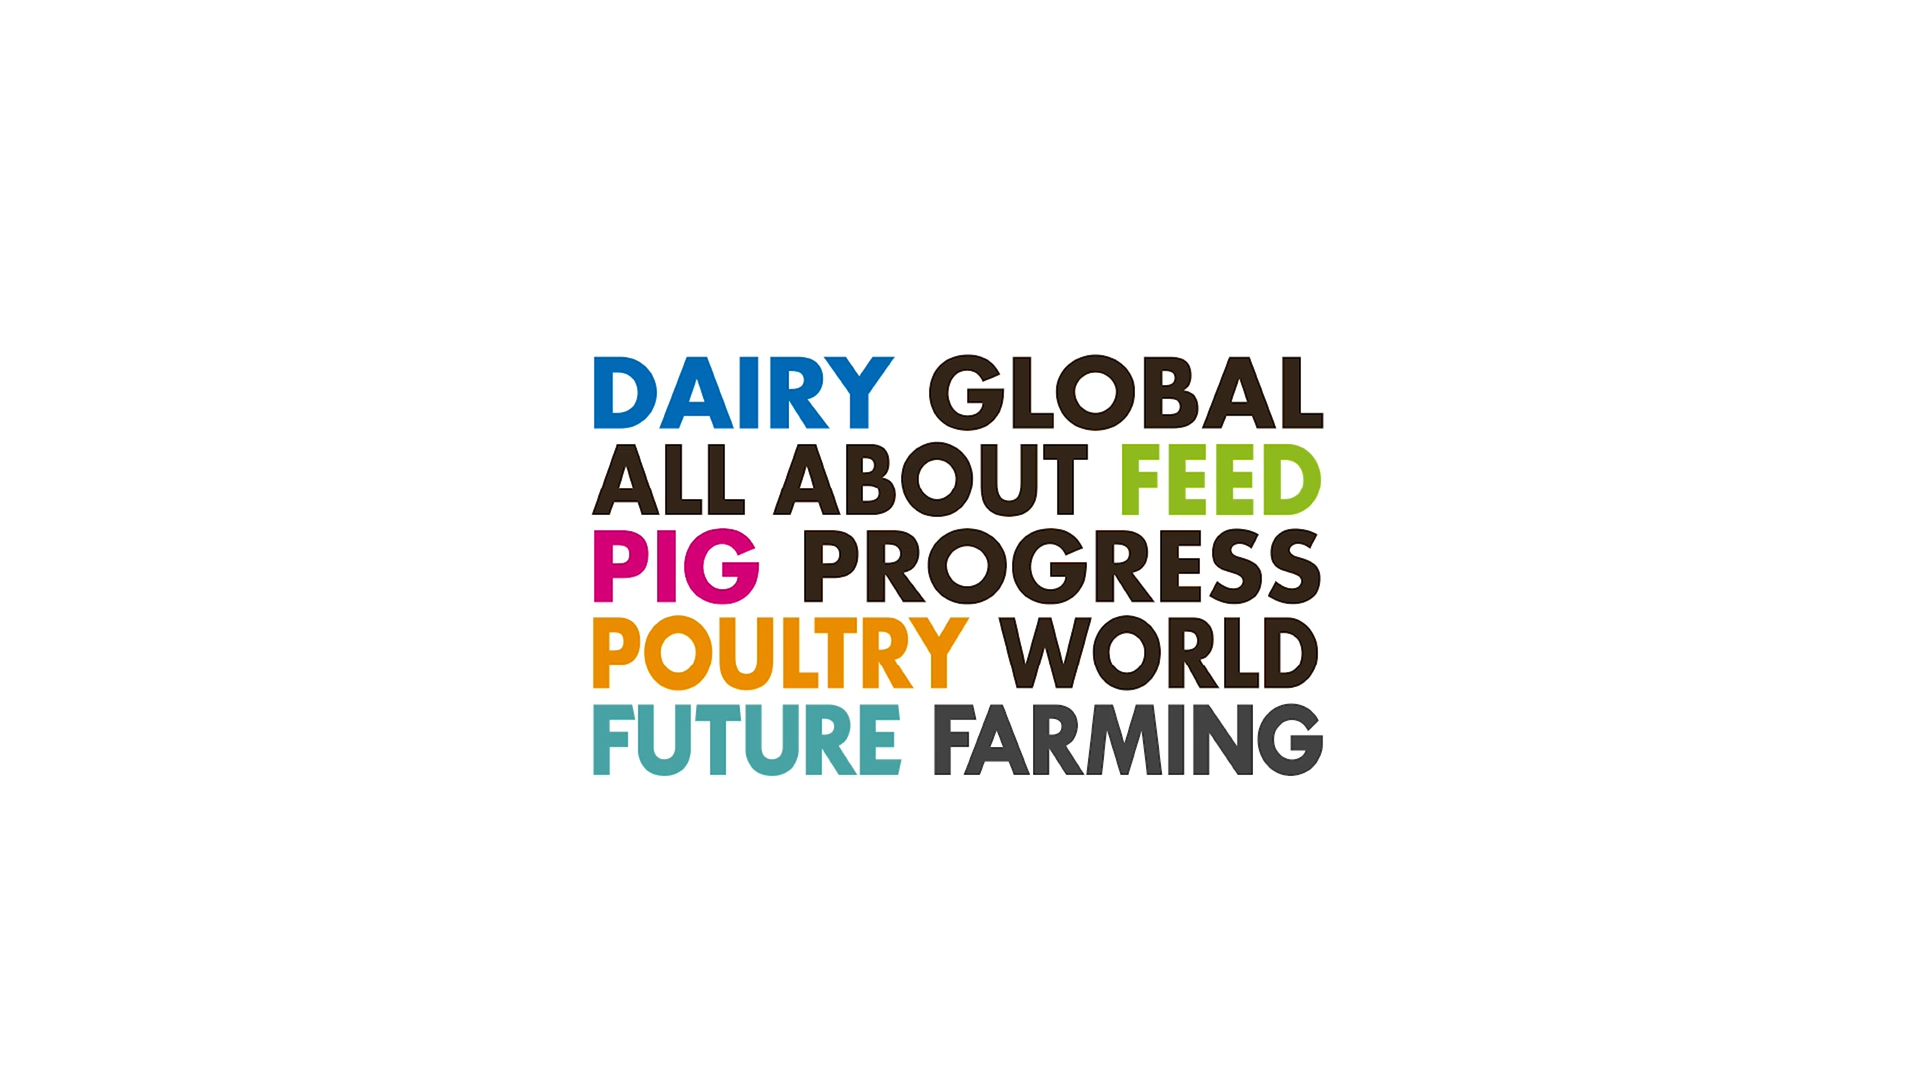 DAIRY GLOBAL
ALL ABOUT FEED
PIG PROGRESS
POULTRY WORLD
FUTURE FARMING